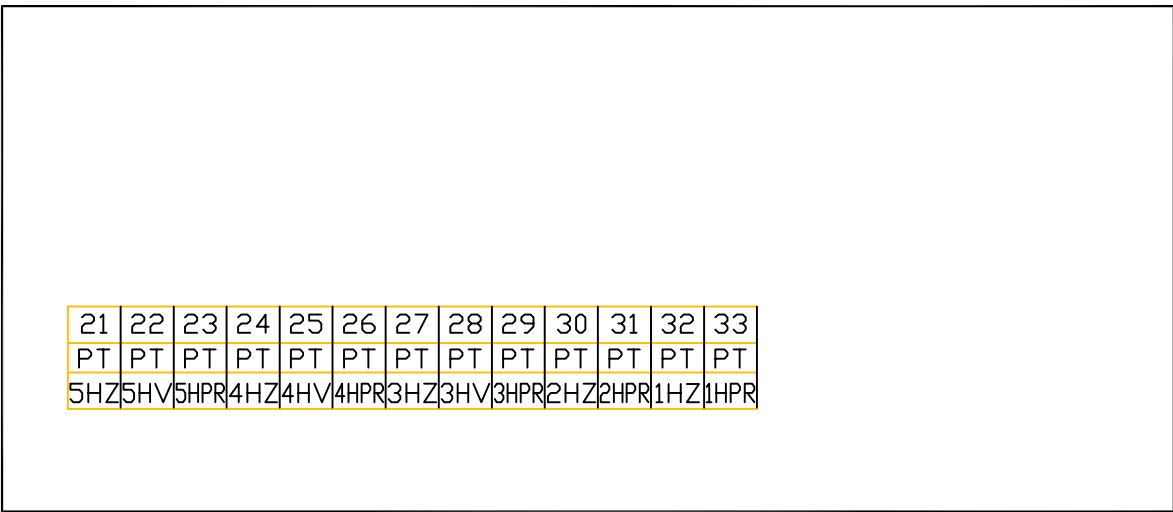 21 22 23 24 25 26 27 28 29 30 31 32 33
PT PT PT PT PT PT PT PT PT PT PT PT PT
5HZ 5HV 5HPR 4HZ 4HV 4HPR 3HZ 3HV 3HPR 2HZ 2HPR 1HZ 1HPR